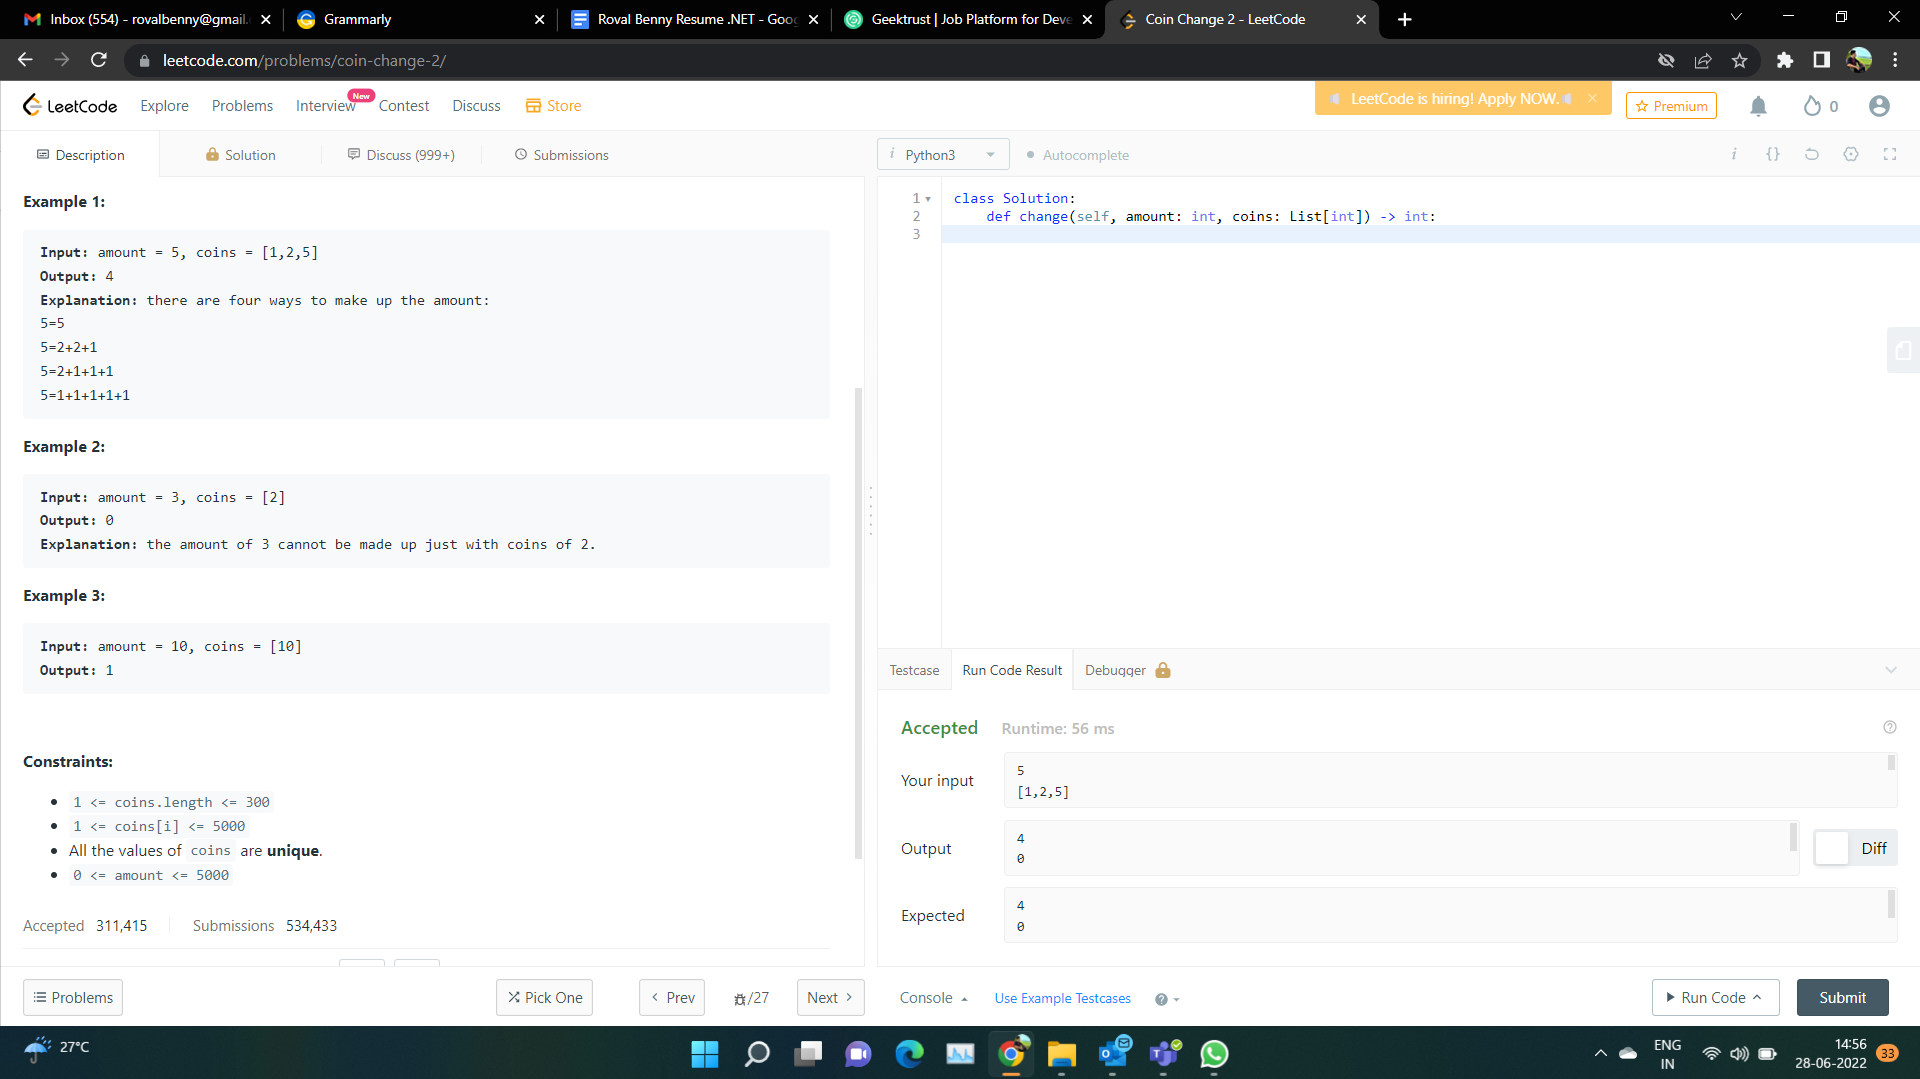 Inbox (554) - rovalbenny@gmail.
Grammarly
Roval Benny Resume .NET - Goog
Geektrust | Job Platform for Deve
Coin Change 2 - LeetCode
leetcode.com/problems/coin-change-2/
LeetCode
Explore
Problems
Interview
New
Contest
Discuss
Store
LeetCode is hiring! Apply NOW.
Premium
0
Description
Solution
Discuss (999+)
Submissions
i Python3
Autocomplete
i {}
Example 1:
Input: amount = 5, coins = [1,2,5]
Output: 4
Explanation: there are four ways to make up the amount:
5=5
5=2+2+1
5=2+1+1+1
5=1+1+1+1+1
Example 2:
Input: amount = 3, coins = [2]
Output: 0
Explanation: the amount of 3 cannot be made up just with coins of 2.
Example 3:
Input: amount = 10, coins = [10]
Output: 1
Constraints:
1 <= coins.length <= 300
1 <= coins[i] <= 5000
All the values of coins are unique.
0 <= amount <= 5000
Accepted 311,415
Submissions 534,433
Problems
Pick One
Prev
/27
Next
1 class Solution:
2 def change(self, amount: int, coins: List[int]) -> int:
3
Testcase
Run Code Result
Debugger
Accepted
Runtime: 56 ms
Your input
5
[1,2,5]
Output
4
0
Diff
Expected
4
0
Console
Use Example Testcases
Run Code
Submit
27°C
ENG
IN
14:56
28-06-2022
33